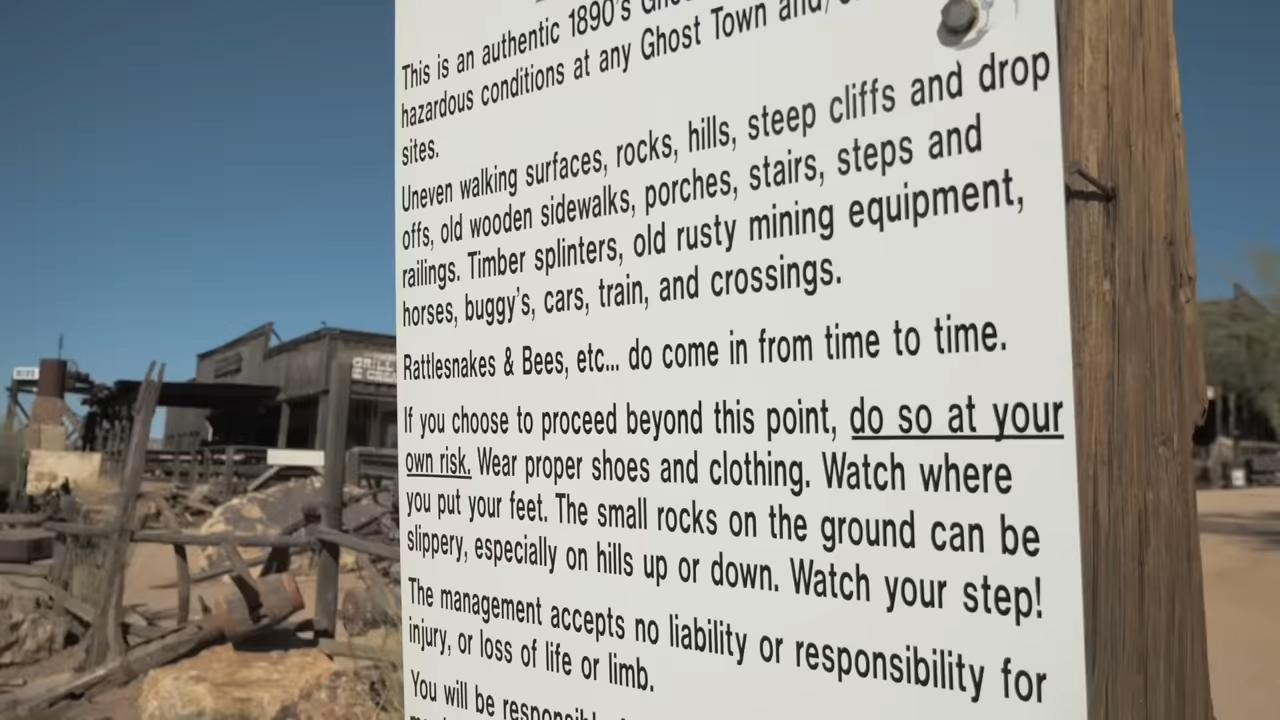 This is an authentic 1890's
hazardous conditions at any Ghost Town and/
sites.
Uneven walking surfaces, rocks, hills, steep cliffs and drop
offs, old wooden sidewalks, porches, stairs, steps and
railings. Timber splinters, old rusty mining equipment,
horses, buggy's, cars, train, and crossings.
Rattlesnakes & Bees, etc... do come in from time to time.
If you choose to proceed beyond this point, do so at your
own risk. Wear proper shoes and clothing. Watch where
you put your feet. The small rocks on the ground can be
slippery, especially on hills up or down. Watch your step!
The management accepts no liability or responsibility for
injury, or loss of life or limb.
You will be